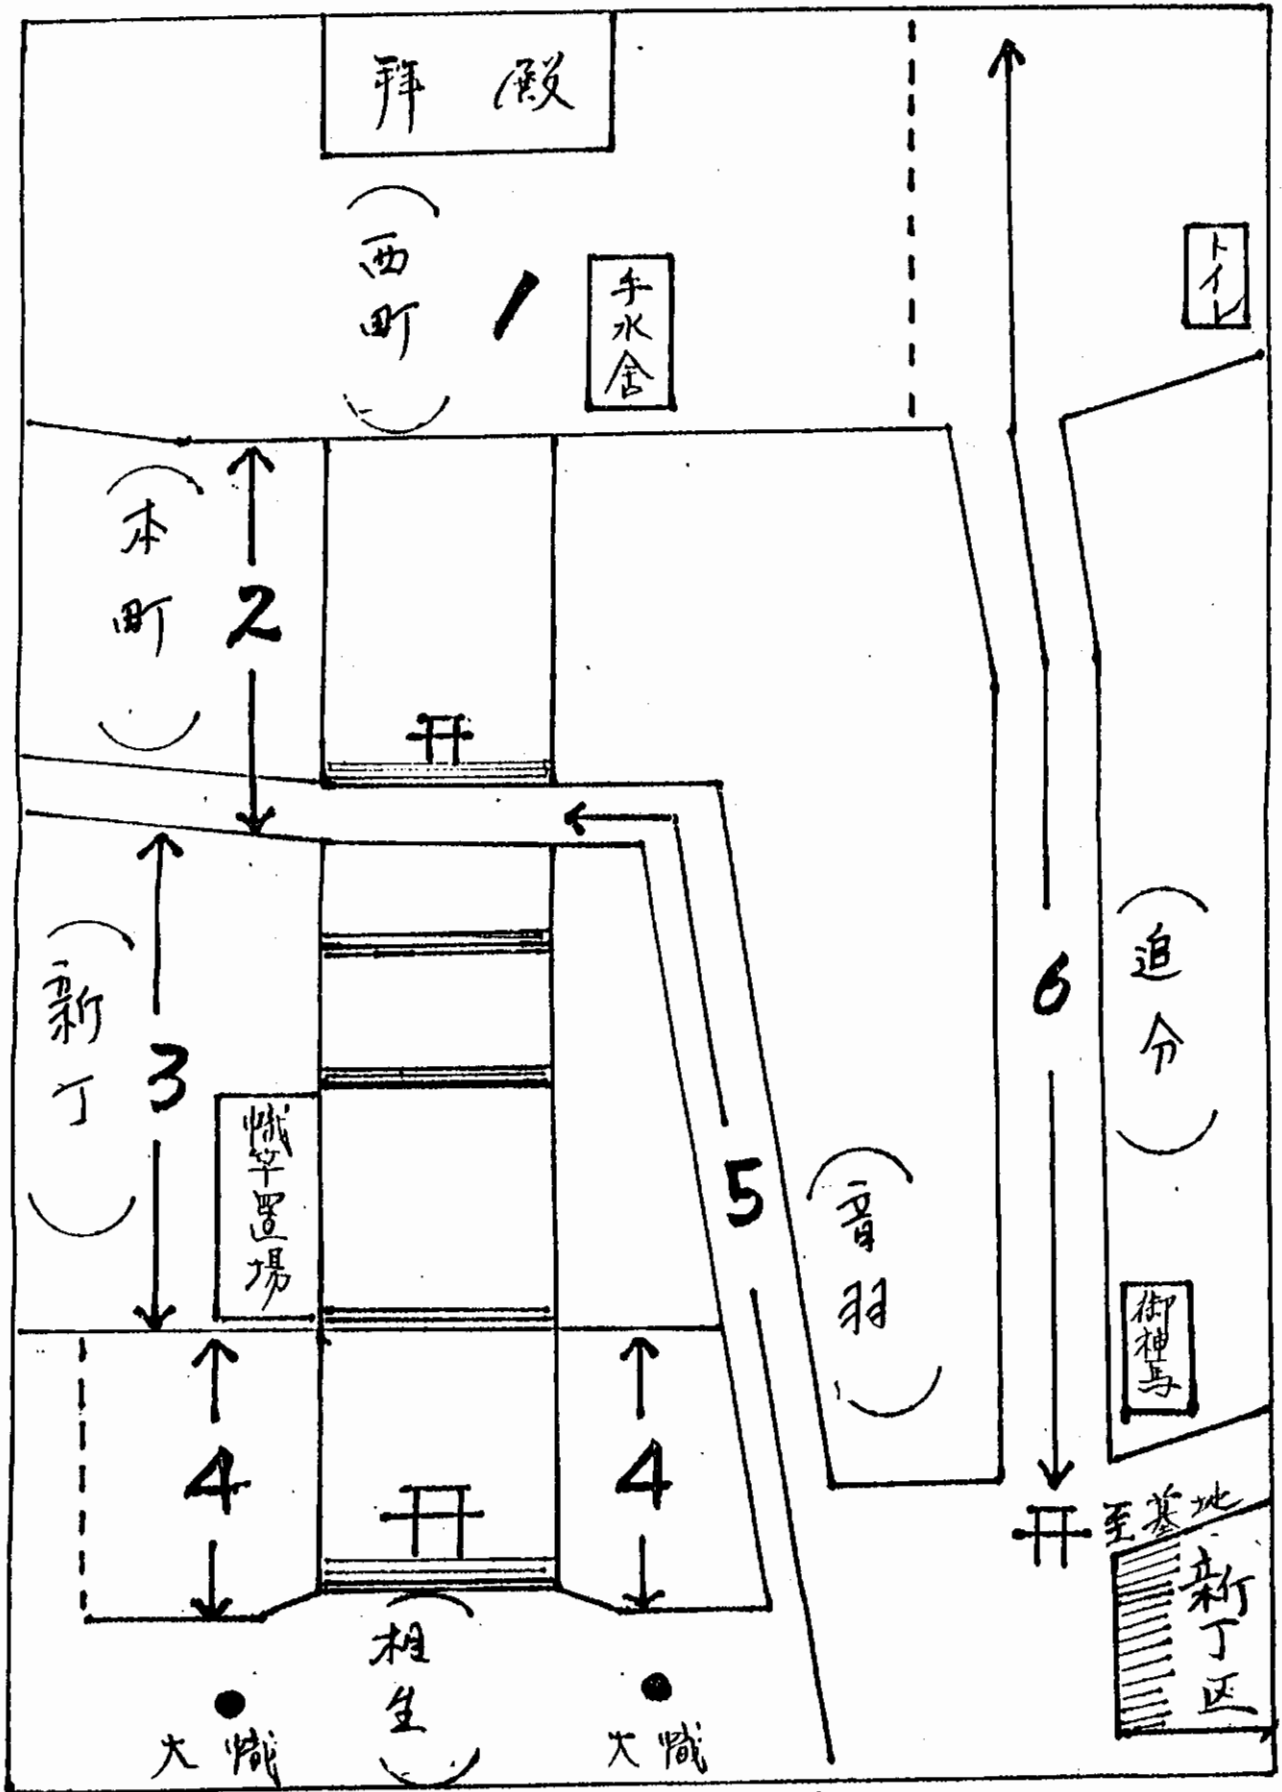 拜殿
（西町）
1
手水舎
トイレ
（本町）
2
（新丁）
3
幟竿置場
5
（音羽）
6
（追分）
御神馬
4
4
至墓地
新丁区
（相生）
大幟
大幟